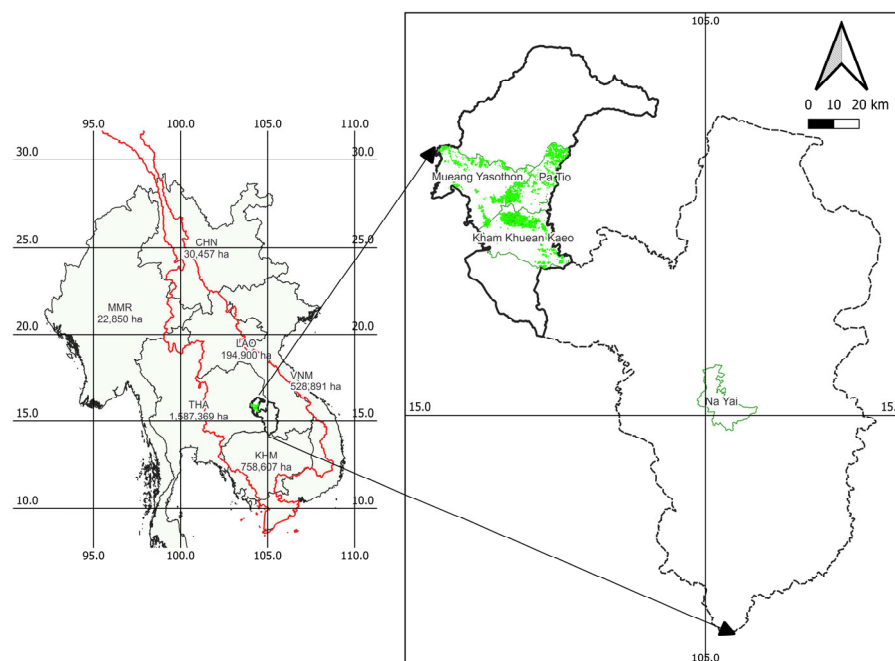 95.0 100.0 105.0 110.0
30.0 30.0
CHN
30,457 ha
25.0 25.0
MMR
22,850 ha
20.0 20.0
LAO
194,900 ha
VNM
528,891 ha
THA
1,587,369 ha
15.0 15.0
KHM
758,607 ha
10.0 10.0
95.0 100.0 105.0 110.0
105.0
0 10 20 km
Mueang Yasothon Pa Tio
Kham Khuean Kaeo
Na Yai
15.0 15.
105.0